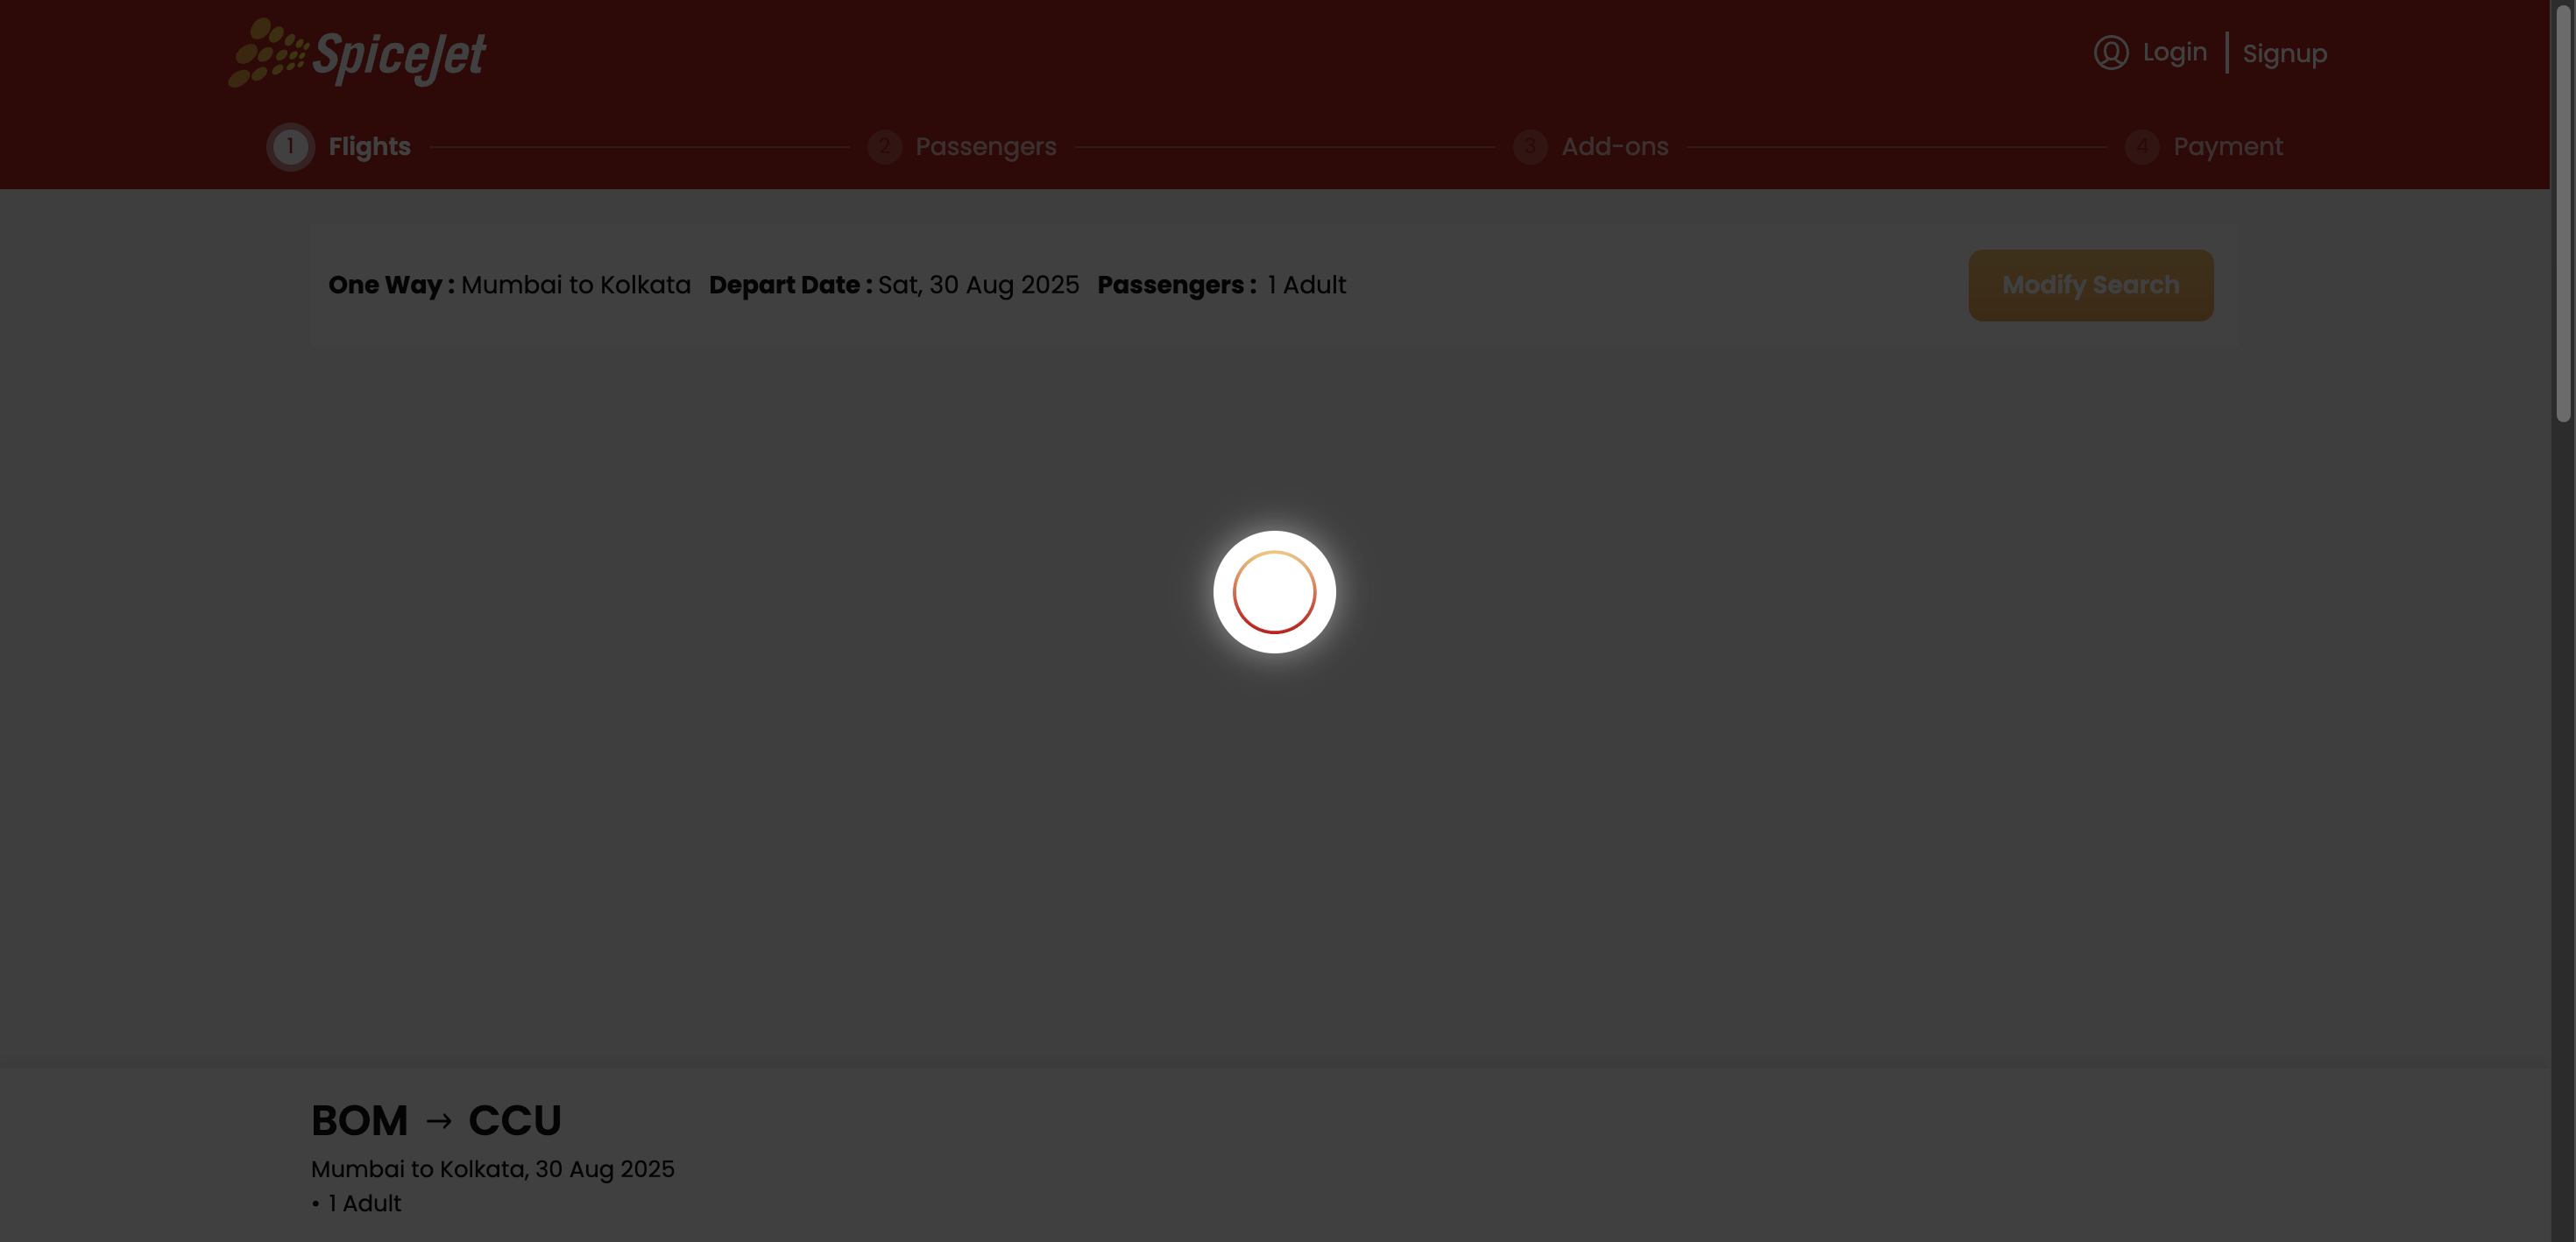 SpiceJet
Login
Signup
1 Flights
2 Passengers
3 Add-ons
4 Payment
One Way : Mumbai to Kolkata Depart Date : Sat, 30 Aug 2025 Passengers : 1 Adult
Modify Search
BOM → CCU
Mumbai to Kolkata, 30 Aug 2025
• 1 Adult